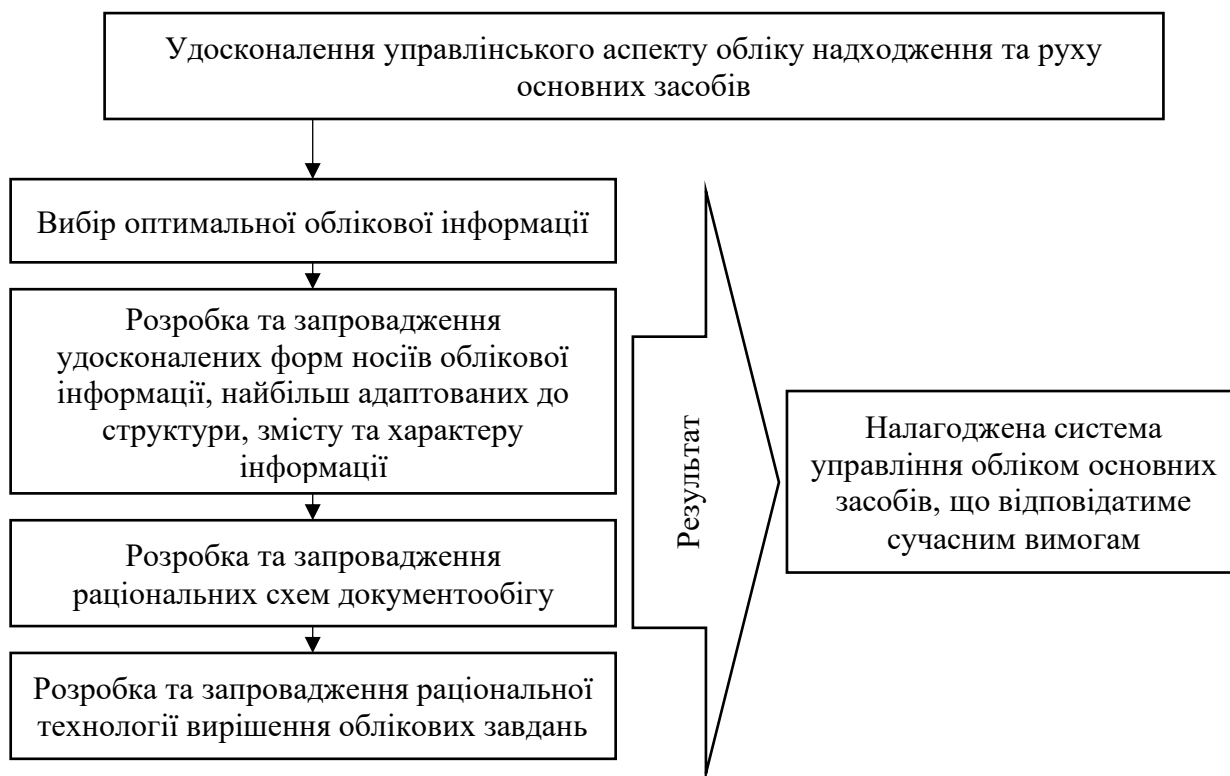 Удосконалення управлінського аспекту обліку надходження та руху
основних засобів
Вибір оптимальної облікової інформації
Розробка та запровадження
удосконалених форм носіїв облікової
інформації, найбільш адаптованих до
структури, змісту та характеру
інформації
Розробка та запровадження
раціональних схем документообігу
Розробка та запровадження раціональної
технології вирішення облікових завдань
Результат
Налагоджена система
управління обліком основних
засобів, що відповідатиме
сучасним вимогам